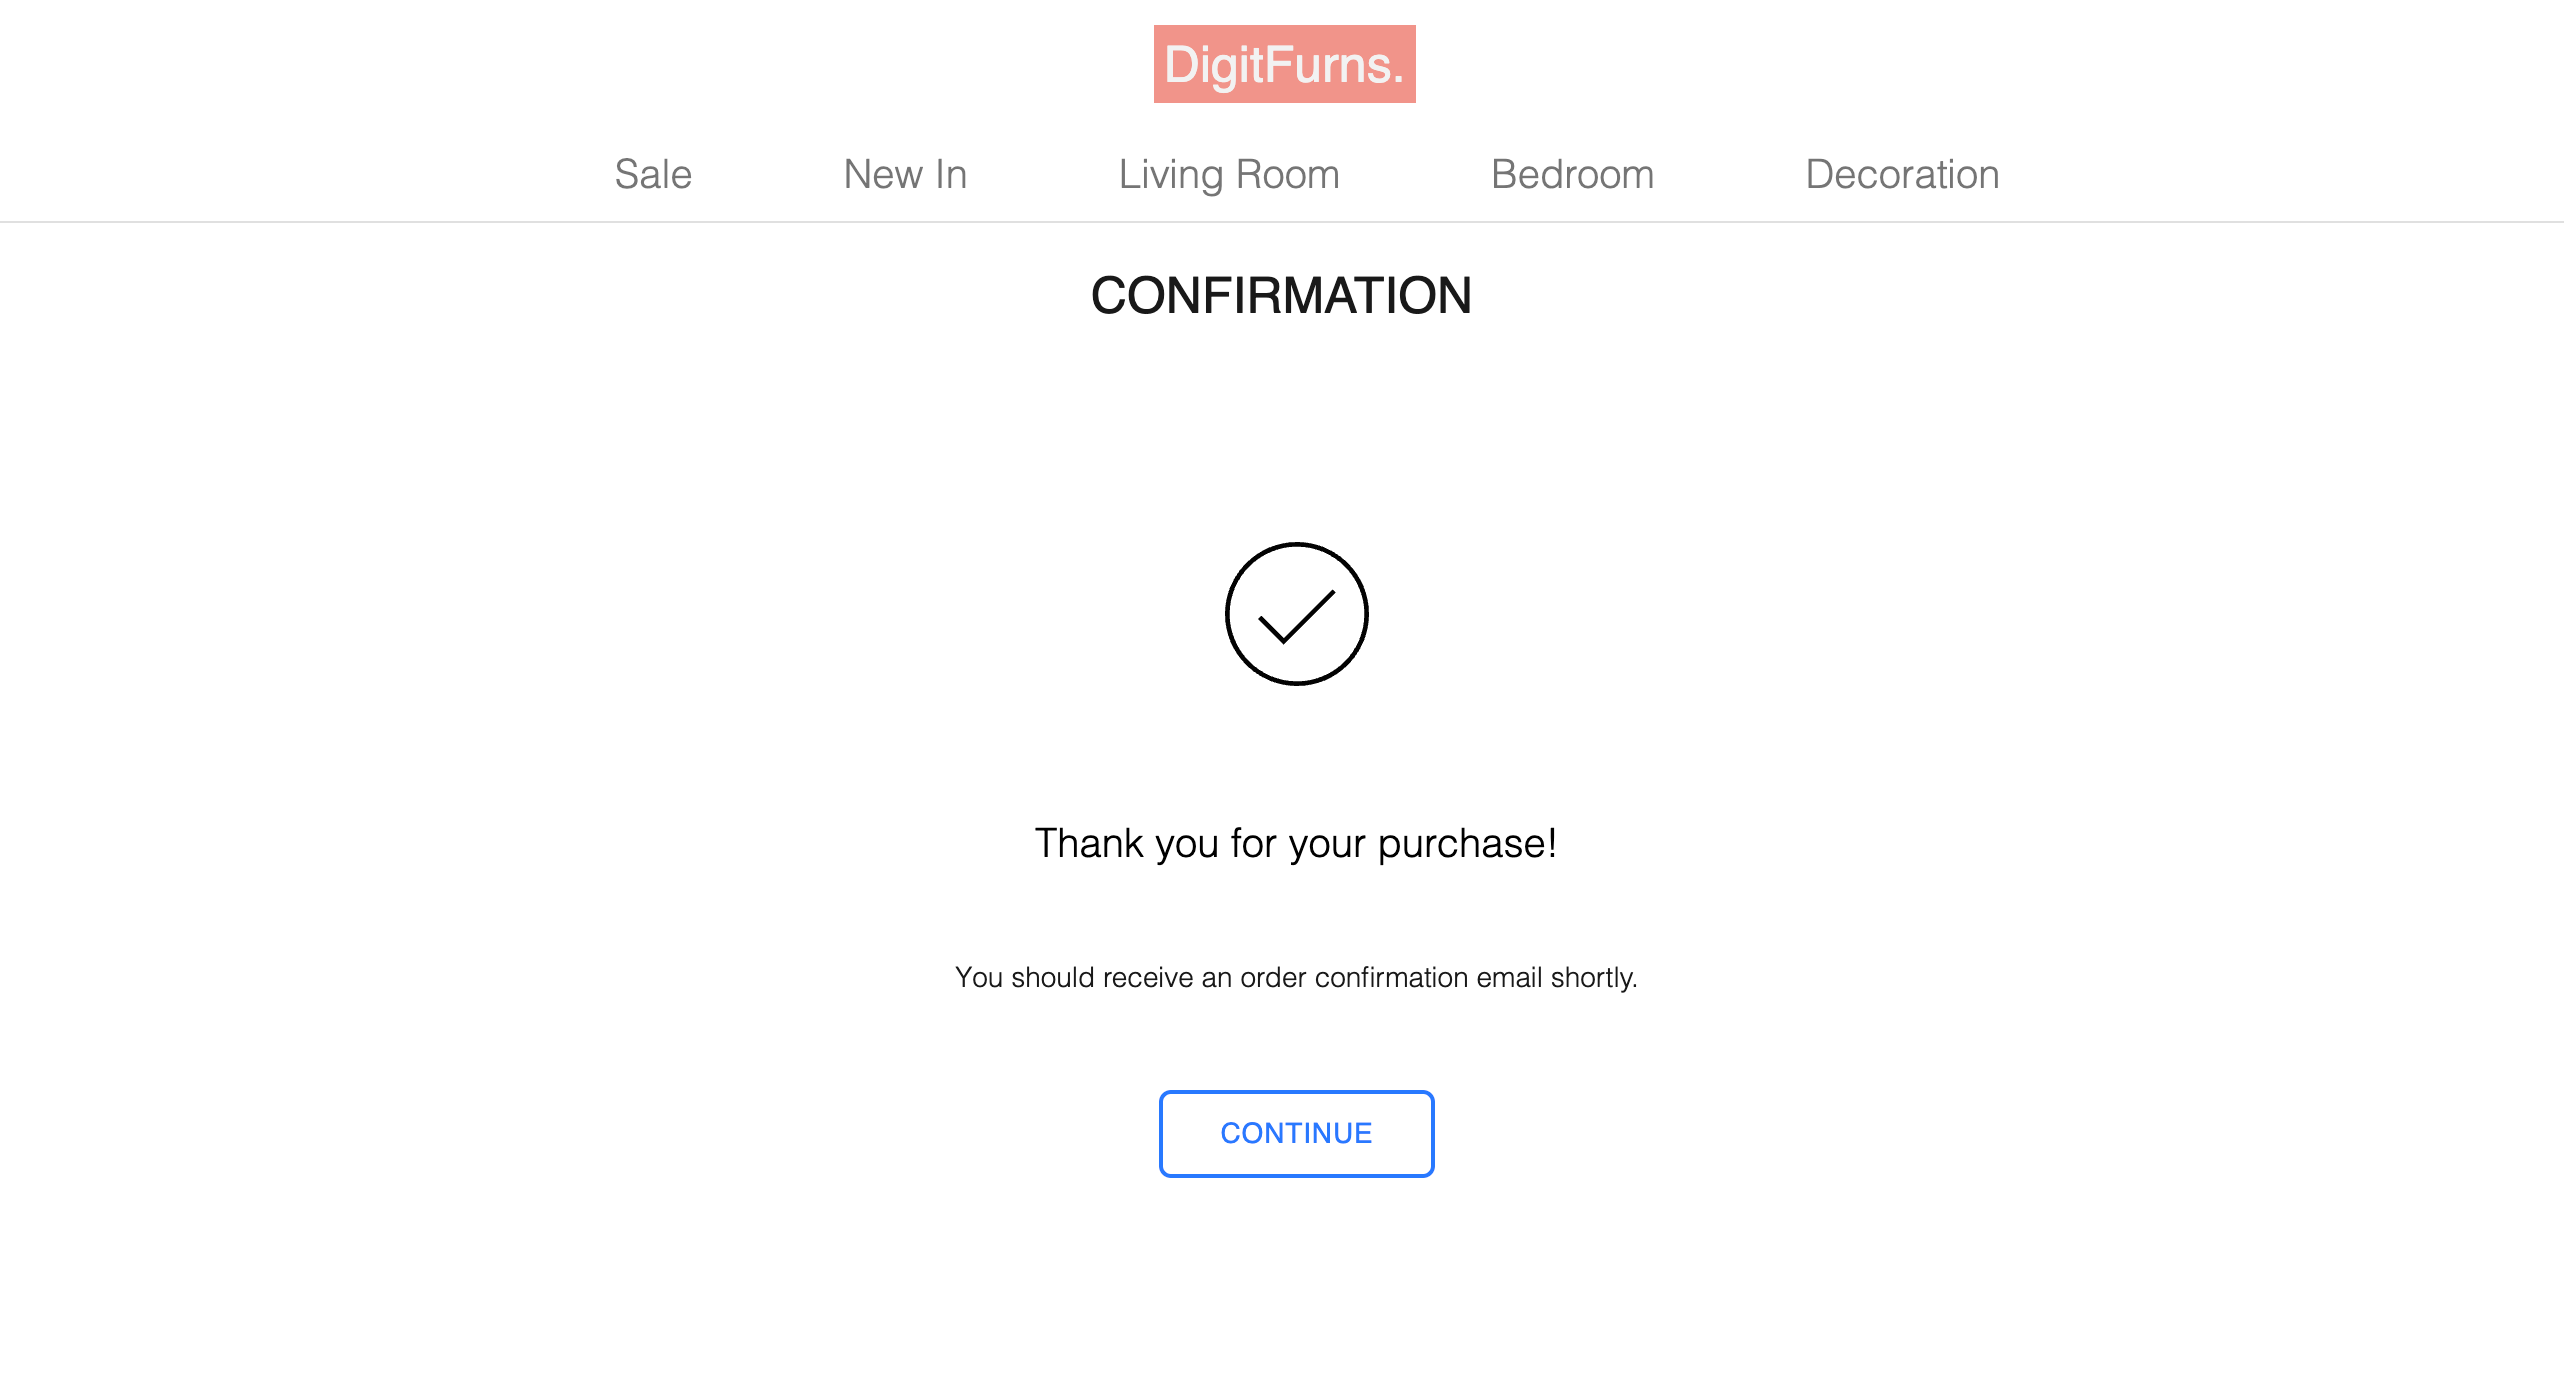 DigitFurns.
Sale New In Living Room Bedroom Decoration
CONFIRMATION
Thank you for your purchase!
You should receive an order confirmation email shortly.
CONTINUE